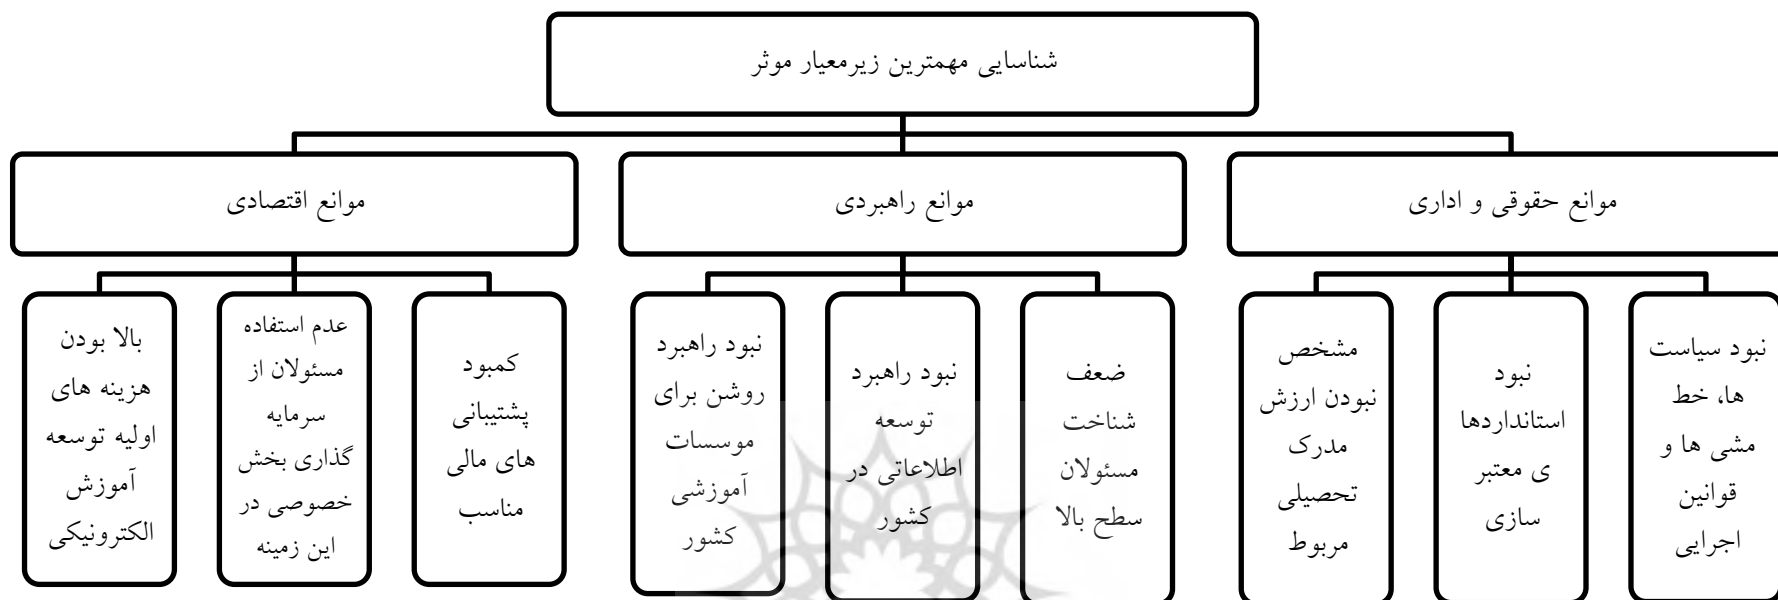 شناسایی مهمترین زیرمعیار موثر
موانع حقوقی و اداری
موانع راهبردی
موانع اقتصادی
نبود سیاست
ها، خط
مشی ها و
قوانین
اجرایی
نبود
استانداردها
ی معتبر
سازی
مشخص
نبودن ارزش
مدرک
تحصیلی
مربوط
ضعف
شناخت
مسئولان
سطح بالا
نبود راهبرد
توسعه
اطلاعاتی در
کشور
نبود راهبرد
روشن برای
موسسات
آموزشی
کشور
کمبود
پشتیبانی
های مالی
مناسب
عدم استفاده
مسئولان از
سرمایه
گذاری بخش
خصوصی در
این زمینه
بالا بودن
هزینه های
اولیه توسعه
آموزش
الکترونیکی